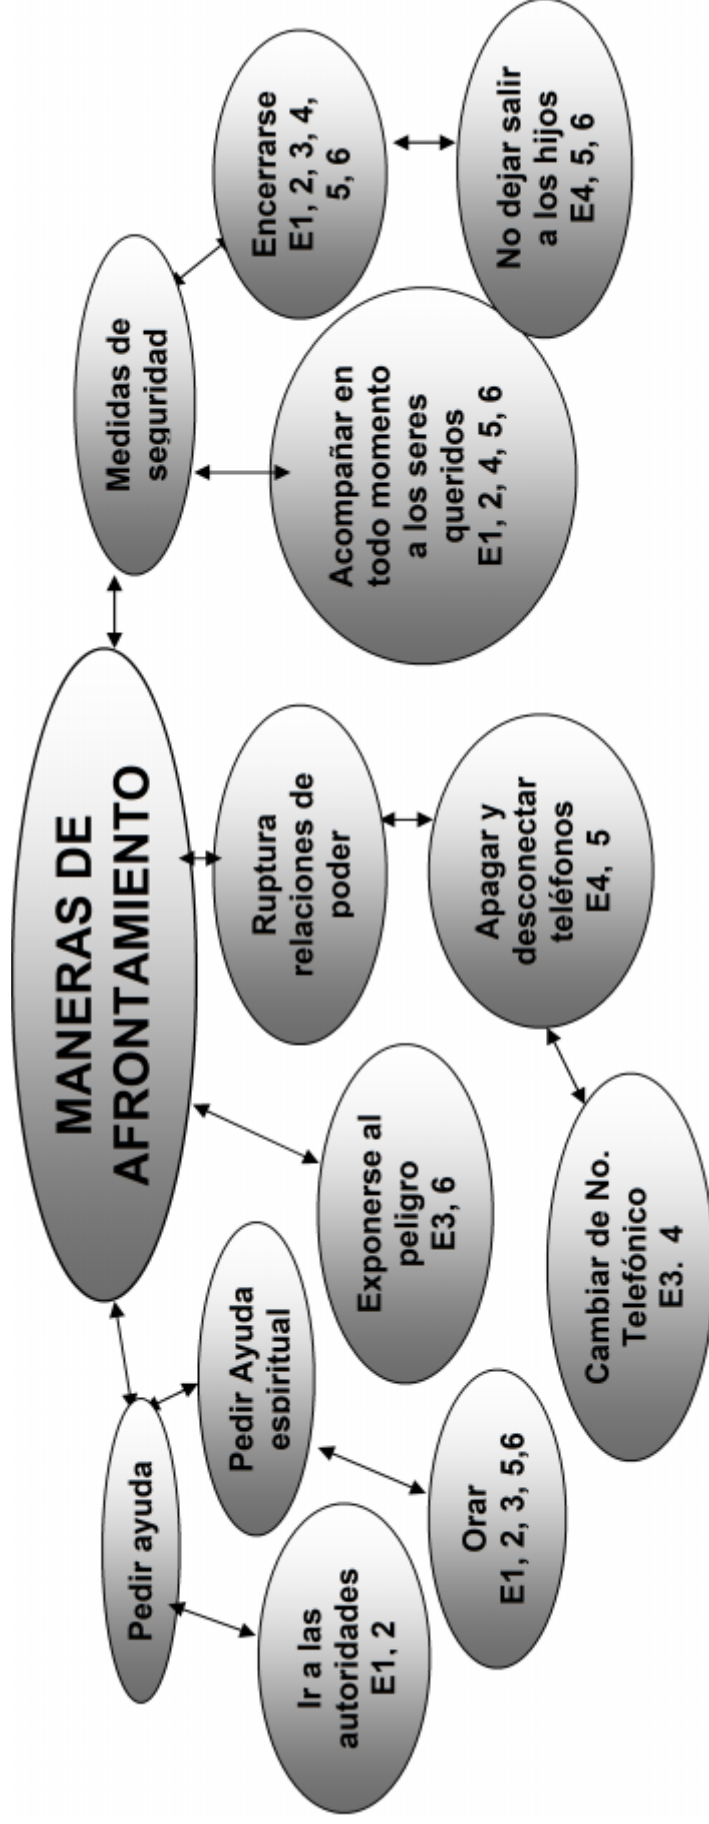 MANERAS DE
AFRONTAMIENTO
Pedir ayuda
Ir a las
autoridades
E1, 2
Pedir Ayuda
espiritual
Orar
E1, 2, 3, 5,6
Exponerse al
peligro
E3, 6
Ruptura
relaciones de
poder
Apagar y
desconectar
teléfonos
E4, 5
Cambiar de No.
Telefónico
E3. 4
Medidas de
seguridad
Acompañar en
todo momento
a los seres
queridos
E1, 2, 4, 5, 6
Encerrarse
E1, 2, 3, 4,
5, 6
No dejar salir
a los hijos
E4, 5, 6